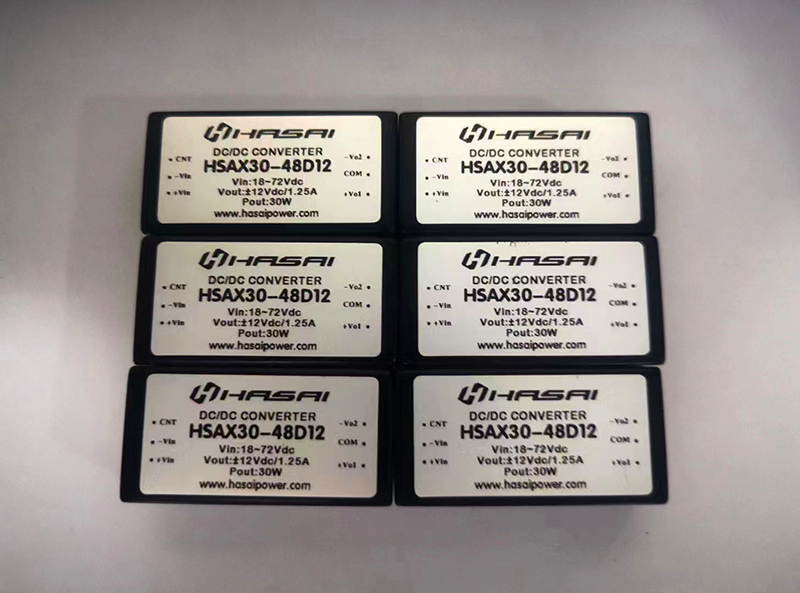 HASAI
DC/DC CONVERTER
HSAX30-48D12
Vin:18~72Vdc
Vout:±12Vdc/1.25A
Pout:30W
www.hasaipower.com
CNT
-Vin
+Vin
-Vo2
COM
+Vo1
HASAI
DC/DC CONVERTER
HSAX30-48D12
Vin:18~72Vdc
Vout:±12Vdc/1.25A
Pout:30W
www.hasaipower.com
CNT
-Vin
+Vin
-Vo2
COM
+Vo1
HASAI
DC/DC CONVERTER
HSAX30-48D12
Vin:18~72Vdc
Vout:±12Vdc/1.25A
Pout:30W
www.hasaipower.com
CNT
-Vin
+Vin
-Vo2
COM
+Vo1
HASAI
DC/DC CONVERTER
HSAX30-48D12
Vin:18~72Vdc
Vout:±12Vdc/1.25A
Pout:30W
www.hasaipower.com
CNT
-Vin
+Vin
-Vo2
COM
+Vo1
HASAI
DC/DC CONVERTER
HSAX30-48D12
Vin:18~72Vdc
Vout:±12Vdc/1.25A
Pout:30W
www.hasaipower.com
CNT
-Vin
+Vin
-Vo2
COM
+Vo1
HASAI
DC/DC CONVERTER
HSAX30-48D12
Vin:18~72Vdc
Vout:±12Vdc/1.25A
Pout:30W
www.hasaipower.com
CNT
-Vin
+Vin
-Vo2
COM
+Vo1